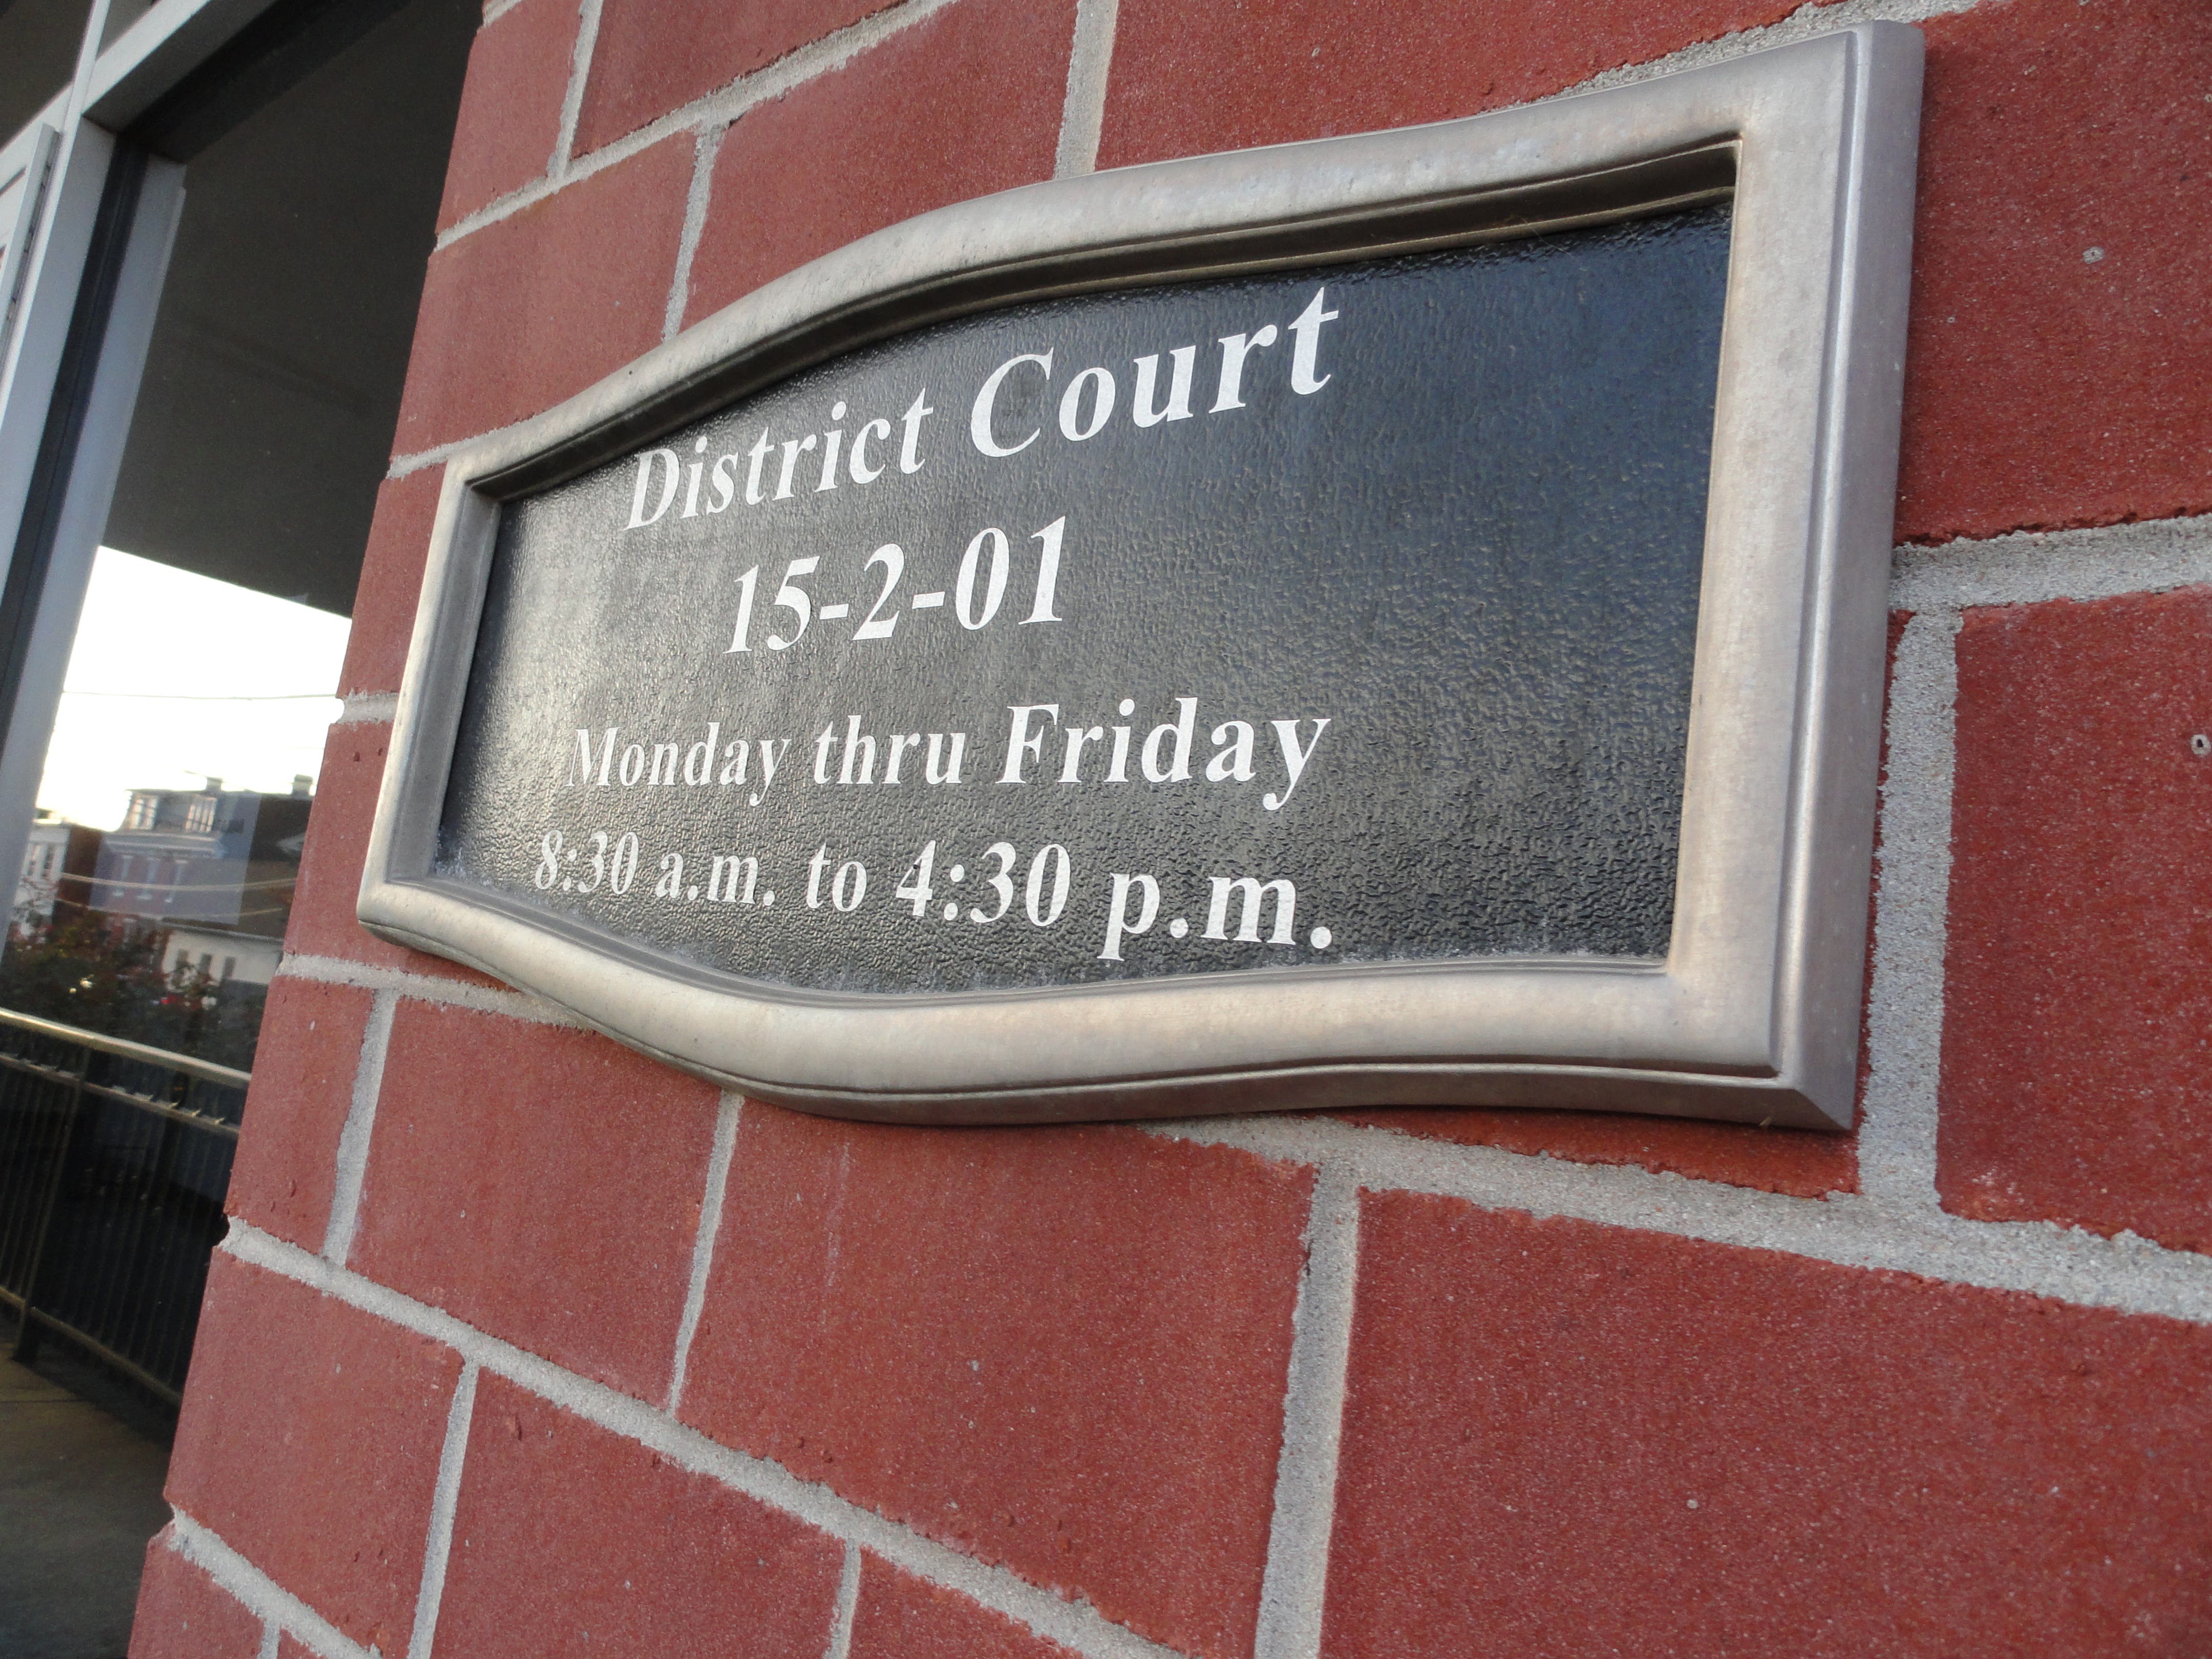 District Court
15-2-01
Monday thru Friday
8:30 a.m. to 4:30 p.m.